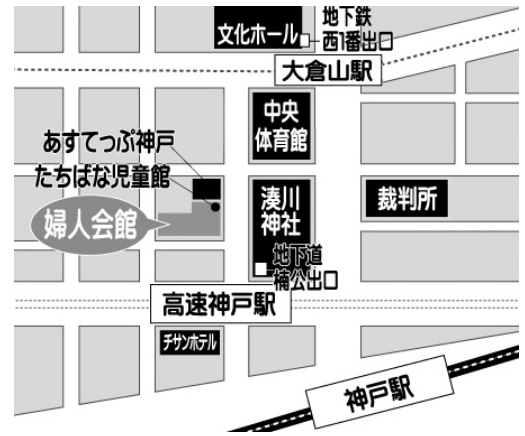 文化ホール
地下鉄
西1番出口
大倉山駅
中央
体育館
あすてっぷ神戸
たちばな児童館
婦人会館
湊川
神社
裁判所
地下道
楠公出口
高速神戸駅
チサンホテル
神戸駅